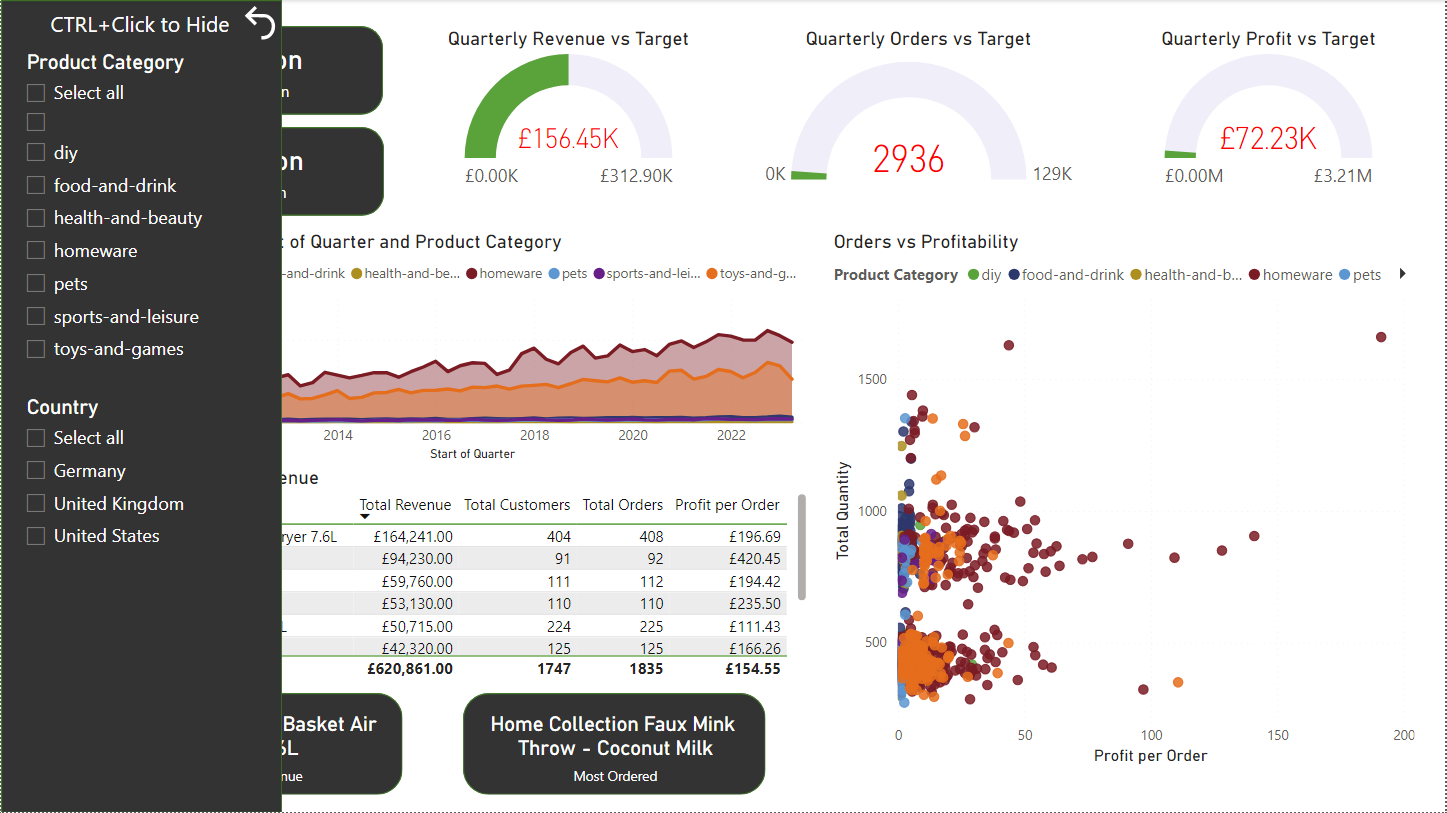 CTRL+Click to Hide
Product Category
Select all
diy
food-and-drink
health-and-beauty
homeware
pets
sports-and-leisure
toys-and-games
Country
Select all
Germany
United Kingdom
United States
on
n
on
n
Quarterly Revenue vs Target
£156.45K
£0.00K £312.90K
Quarterly Orders vs Target
2936
0K 129K
Quarterly Profit vs Target
£72.23K
£0.00M £3.21M
t of Quarter and Product Category
-and-drink health-and-be... homeware pets sports-and-lei... toys-and-g...
2014 2016 2018 2020 2022
Start of Quarter
enue
Total Revenue Total Customers Total Orders Profit per Order
ryer 7.6L £164,241.00 404 408 £196.69
£94,230.00 91 92 £420.45
£59,760.00 111 112 £194.42
£53,130.00 110 110 £235.50
L £50,715.00 224 225 £111.43
£42,320.00 125 125 £166.26
£620,861.00 1747 1835 £154.55
Basket Air
6L
nue
Home Collection Faux Mink
Throw - Coconut Milk
Most Ordered
Orders vs Profitability
Product Category diy food-and-drink health-and-b... homeware pets
Total Quantity
1500
1000
500
0 50 100 150 200
Profit per Order